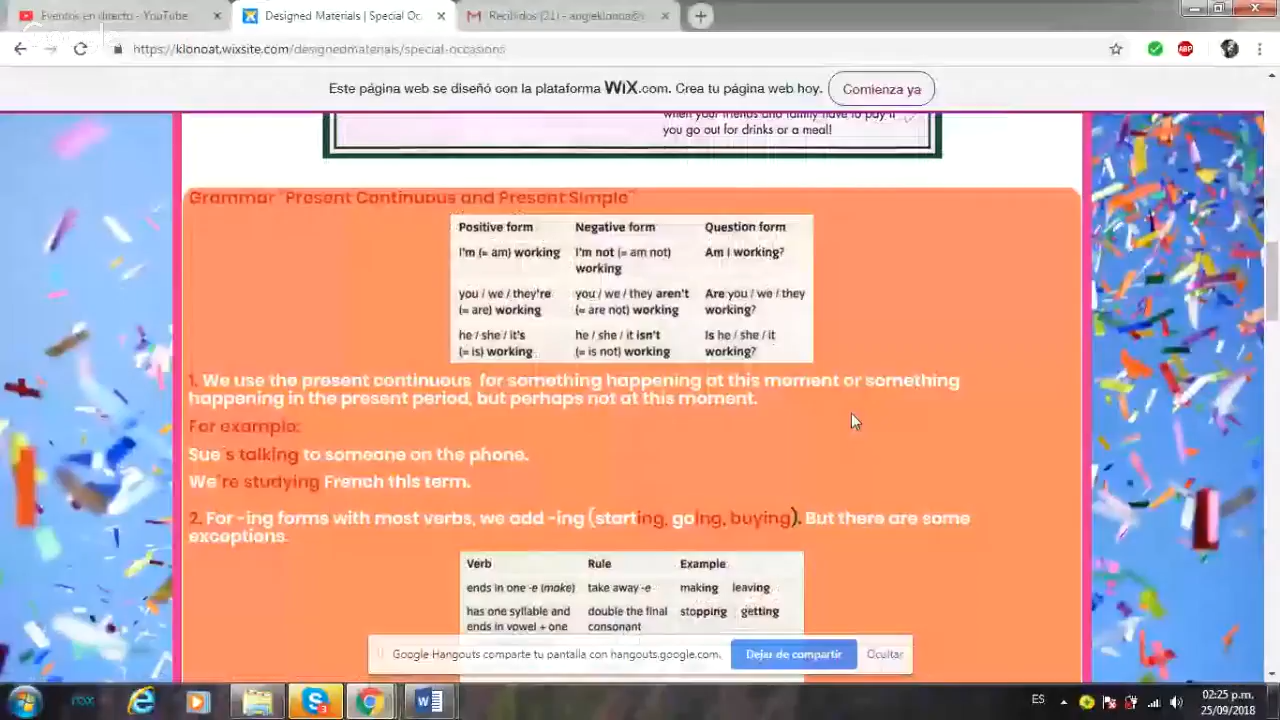 Eventos en directo - YouTube
Designed Materials | Special Oc
Recibidos (21) - angieklonoa@
https://klonoat.wixsite.com/designedmaterials/special-occasions
ABP
Este página web se diseñó con la plataforma WiX.com. Crea tu página web hoy.
Comienza ya
when your friends and family have to pay if
you go out for drinks or a meal!
Grammar "Present Continuous and Present Simple"
Positive form Negative form Question form
I'm (= am) working I'm not (= am not) working Am I working?
you / we / they're (= are) working you / we / they aren't (= are not) working Are you / we / they working?
he / she / it's (= is) working he / she / it isn't (= is not) working Is he / she / it working?
1. We use the present continuous for something happening at this moment or something
happening in the present period, but perhaps not at this moment.
For example:
Sue's talking to someone on the phone.
We're studying French this term.
2. For -ing forms with most verbs, we add -ing (starting, going, buying). But there are some
exceptions.
Verb Rule Example
ends in one -e (make) take away -e making leaving
has one syllable and double the final stopping getting
ends in vowel + one consonant
Google Hangouts comparte tu pantalla con hangouts.google.com.
Dejar de compartir
Ocultar
ES
02:25 p.m.
25/09/2018